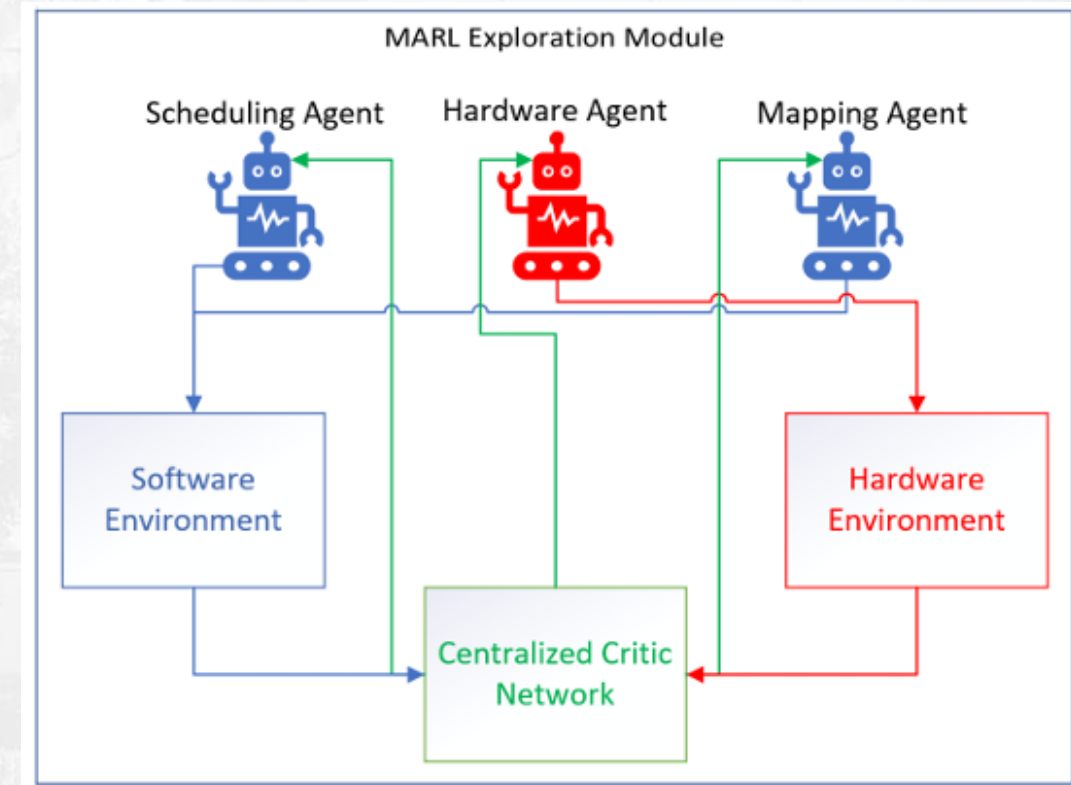 MARL Exploration Module
Scheduling Agent
Hardware Agent
Mapping Agent
Software
Environment
Hardware
Environment
Centralized Critic
Network